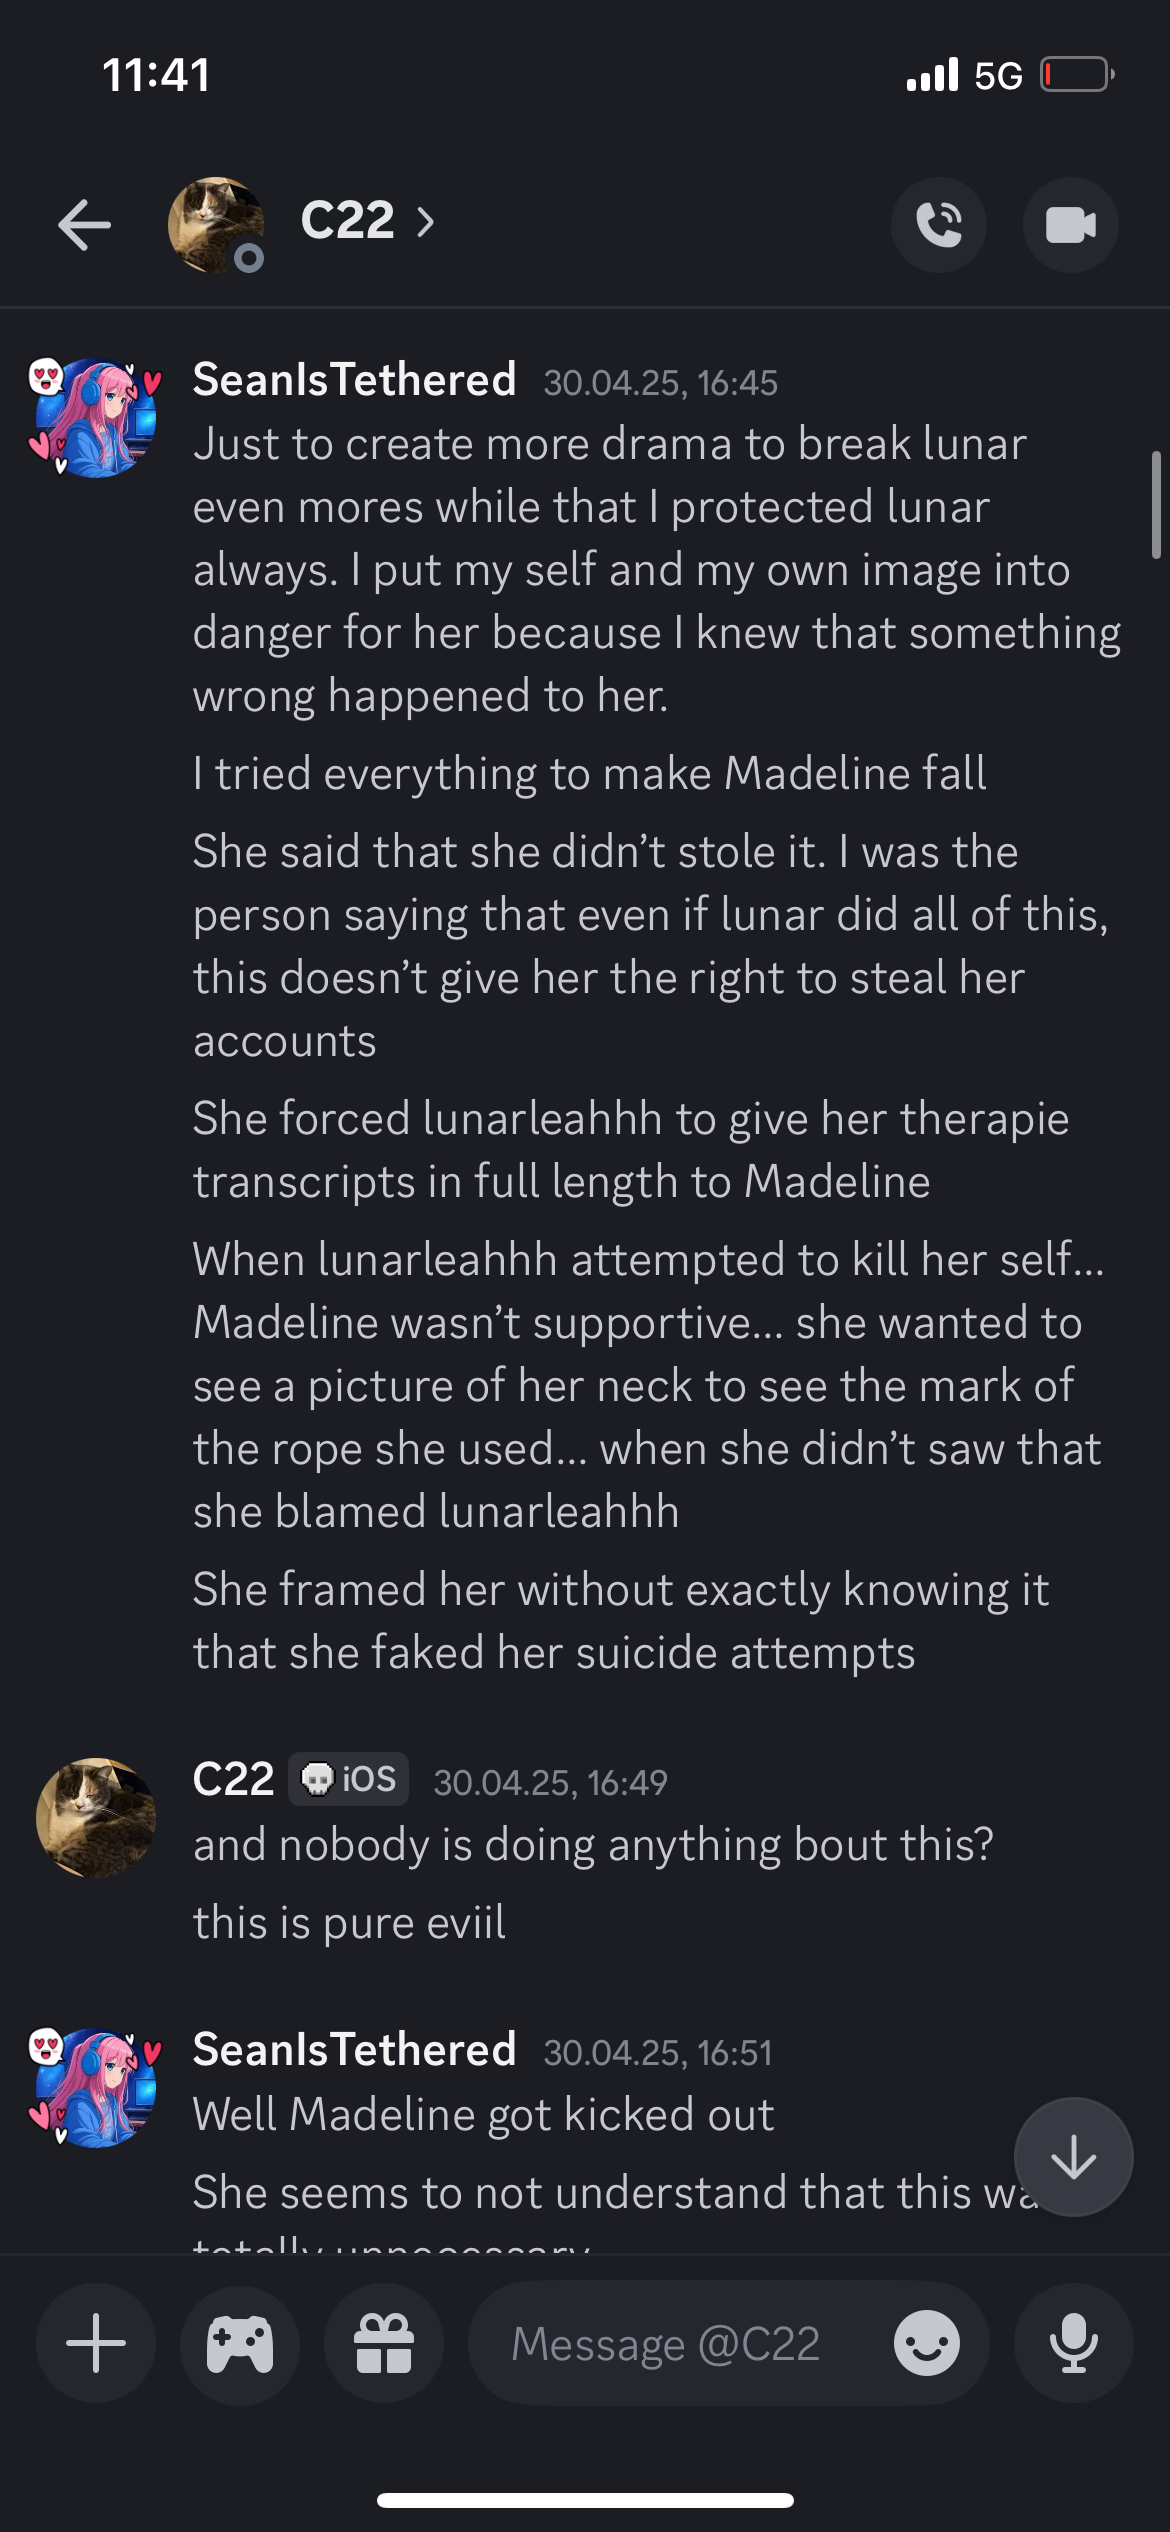 11:41
5G
C22
SeanIsTethered 30.04.25, 16:45
Just to create more drama to break lunar
even mores while that I protected lunar
always. I put my self and my own image into
danger for her because I knew that something
wrong happened to her.
I tried everything to make Madeline fall
She said that she didn’t stole it. I was the
person saying that even if lunar did all of this,
this doesn’t give her the right to steal her
accounts
She forced lunarleahhh to give her therapie
transcripts in full length to Madeline
When lunarleahhh attempted to kill her self...
Madeline wasn’t supportive... she wanted to
see a picture of her neck to see the mark of
the rope she used... when she didn’t saw that
she blamed lunarleahhh
She framed her without exactly knowing it
that she faked her suicide attempts
C22 iOS 30.04.25, 16:49
and nobody is doing anything bout this?
this is pure eviil
SeanIsTethered 30.04.25, 16:51
Well Madeline got kicked out
She seems to not understand that this wa
totally unnecessary
Message @C22